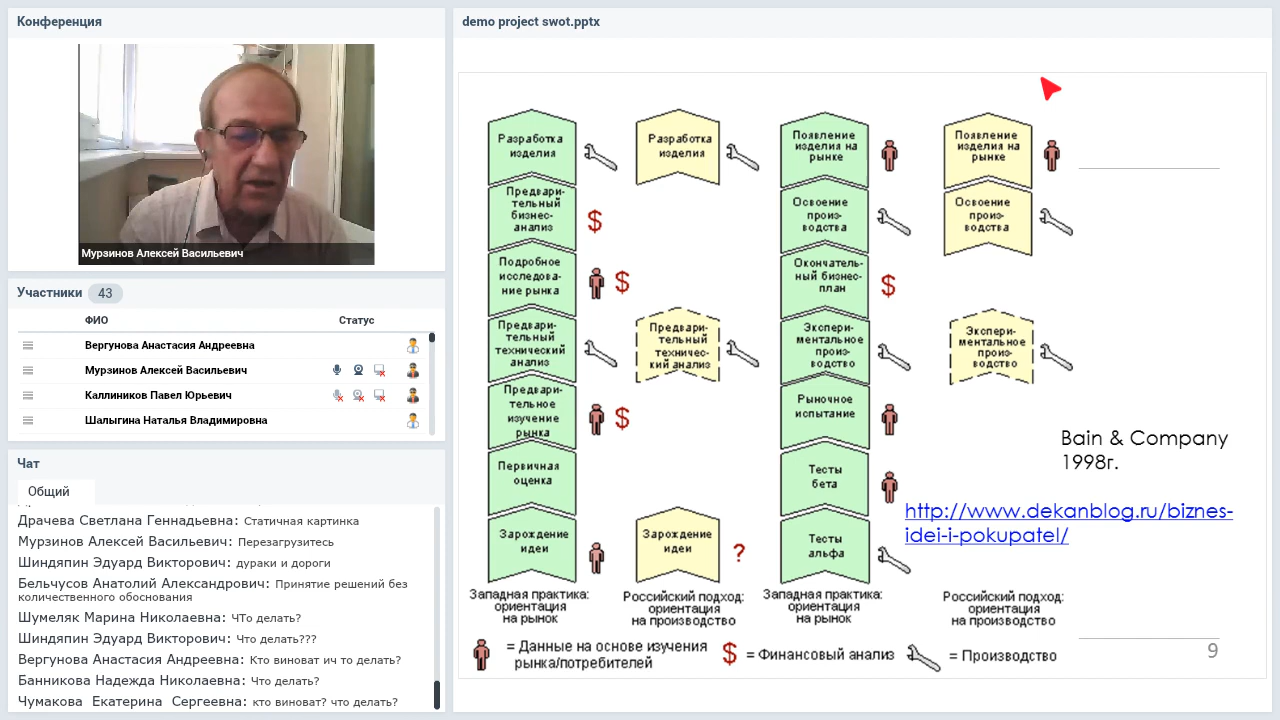 Конференция
Мурзинов Алексей Васильевич
Участники 43
ФИО Статус
Вергунова Анастасия Андреевна
Мурзинов Алексей Васильевич
Каллиников Павел Юрьевич
Шалыгина Наталья Владимировна
Чат
Общий
Драчева Светлана Геннадьевна: Статичная картинка
Мурзинов Алексей Васильевич: Перезагрузитесь
Шиндяпин Эдуард Викторович: дураки и дороги
Бельчусов Анатолий Александрович: Принятие решений без
количественного обоснования
Шумеляк Марина Николаевна: ЧТо делать?
Шиндяпин Эдуард Викторович: Что делать???
Вергунова Анастасия Андреевна: Кто виноват ич то делать?
Банникова Надежда Николаевна: Что делать?
Чумакова Екатерина Сергеевна: кто виноват? что делать?
demo project swot.pptx
Разработка
изделия
Предвари-
тельный
бизнес-
анализ
$
Подробное
исследова-
ние рынка
$
Предвари-
тельный
технический
анализ
Предвари-
тельное
изучение
рынка
$
Первичная
оценка
Зарождение
идеи
Западная практика:
ориентация
на рынок
Разработка
изделия
Предвари-
тельный
техничес-
кий анализ
Зарождение
идеи
?
Российский подход:
ориентация
на производство
Появление
изделия на
рынке
Освоение
произ-
водства
Окончатель-
ный бизнес-
план
$
Экспери-
ментальное
произ-
водство
Рыночное
испытание
Тесты
бета
Тесты
альфа
Западная практика:
ориентация
на рынок
Появление
изделия на
рынке
Освоение
произ-
водства
Экспери-
ментальное
произ-
водство
Российский подход:
ориентация
на производство
Bain & Company
1998г.
http://www.dekanblog.ru/biznes-
idei-i-pokupatel/
= Данные на основе изучения
рынка/потребителей
$ = Финансовый анализ
= Производство
9